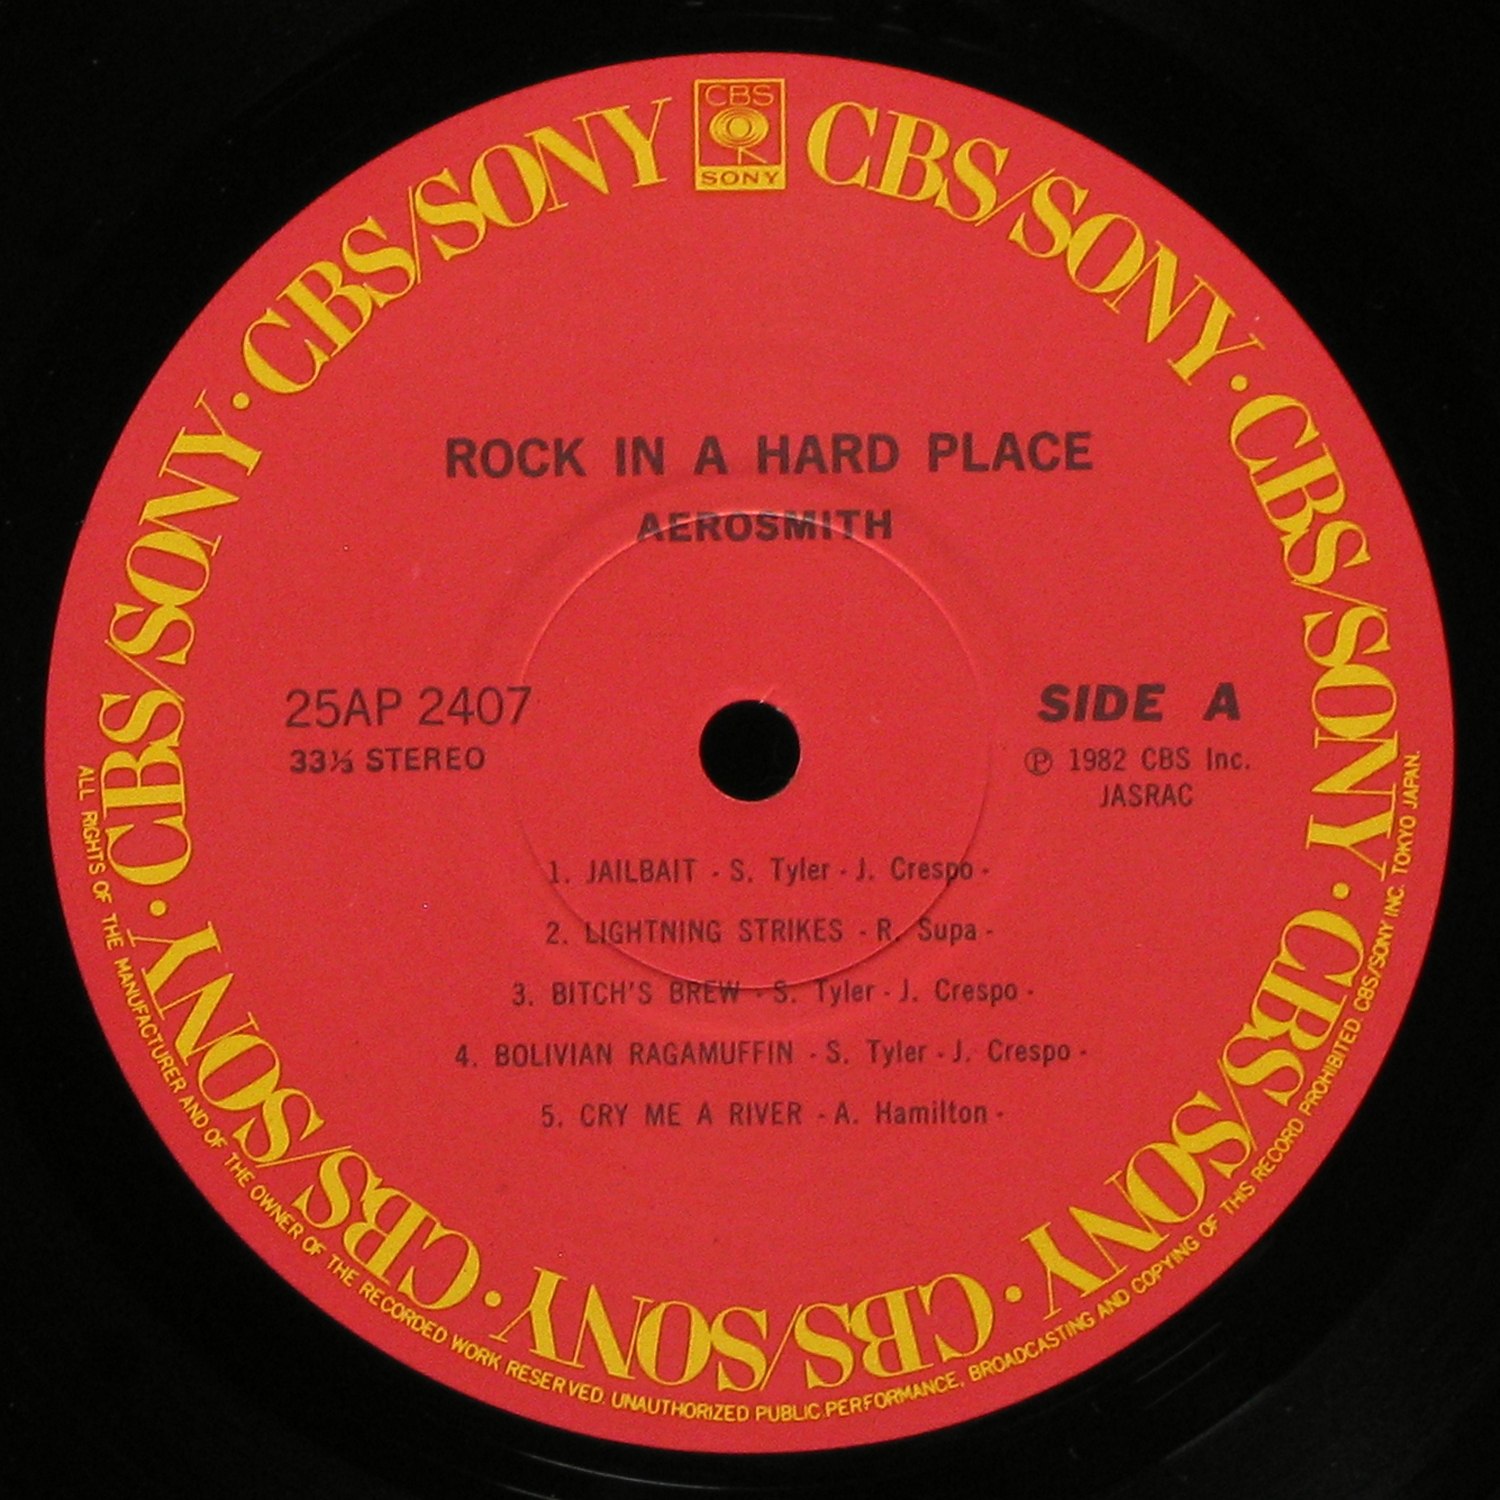 CBS
SONY
CBS/SONY · CBS/SONY · CBS/SONY · CBS/SONY · CBS/SONY · CBS/SONY · CBS/SONY
ROCK IN A HARD PLACE
AEROSMITH
25AP 2407
33⅓ STEREO
SIDE A
Ⓟ 1982 CBS Inc.
JASRAC
1. JAILBAIT - S. Tyler - J. Crespo -
2. LIGHTNING STRIKES - R. Supa -
3. BITCH'S BREW - S. Tyler - J. Crespo -
4. BOLIVIAN RAGAMUFFIN - S. Tyler - J. Crespo -
5. CRY ME A RIVER - A. Hamilton -
ALL RIGHTS OF THE MANUFACTURER AND OF THE OWNER OF THE RECORDED WORK RESERVED. UNAUTHORIZED PUBLIC PERFORMANCE, BROADCASTING AND COPYING OF THIS RECORD PROHIBITED. CBS/SONY INC. TOKYO JAPAN.